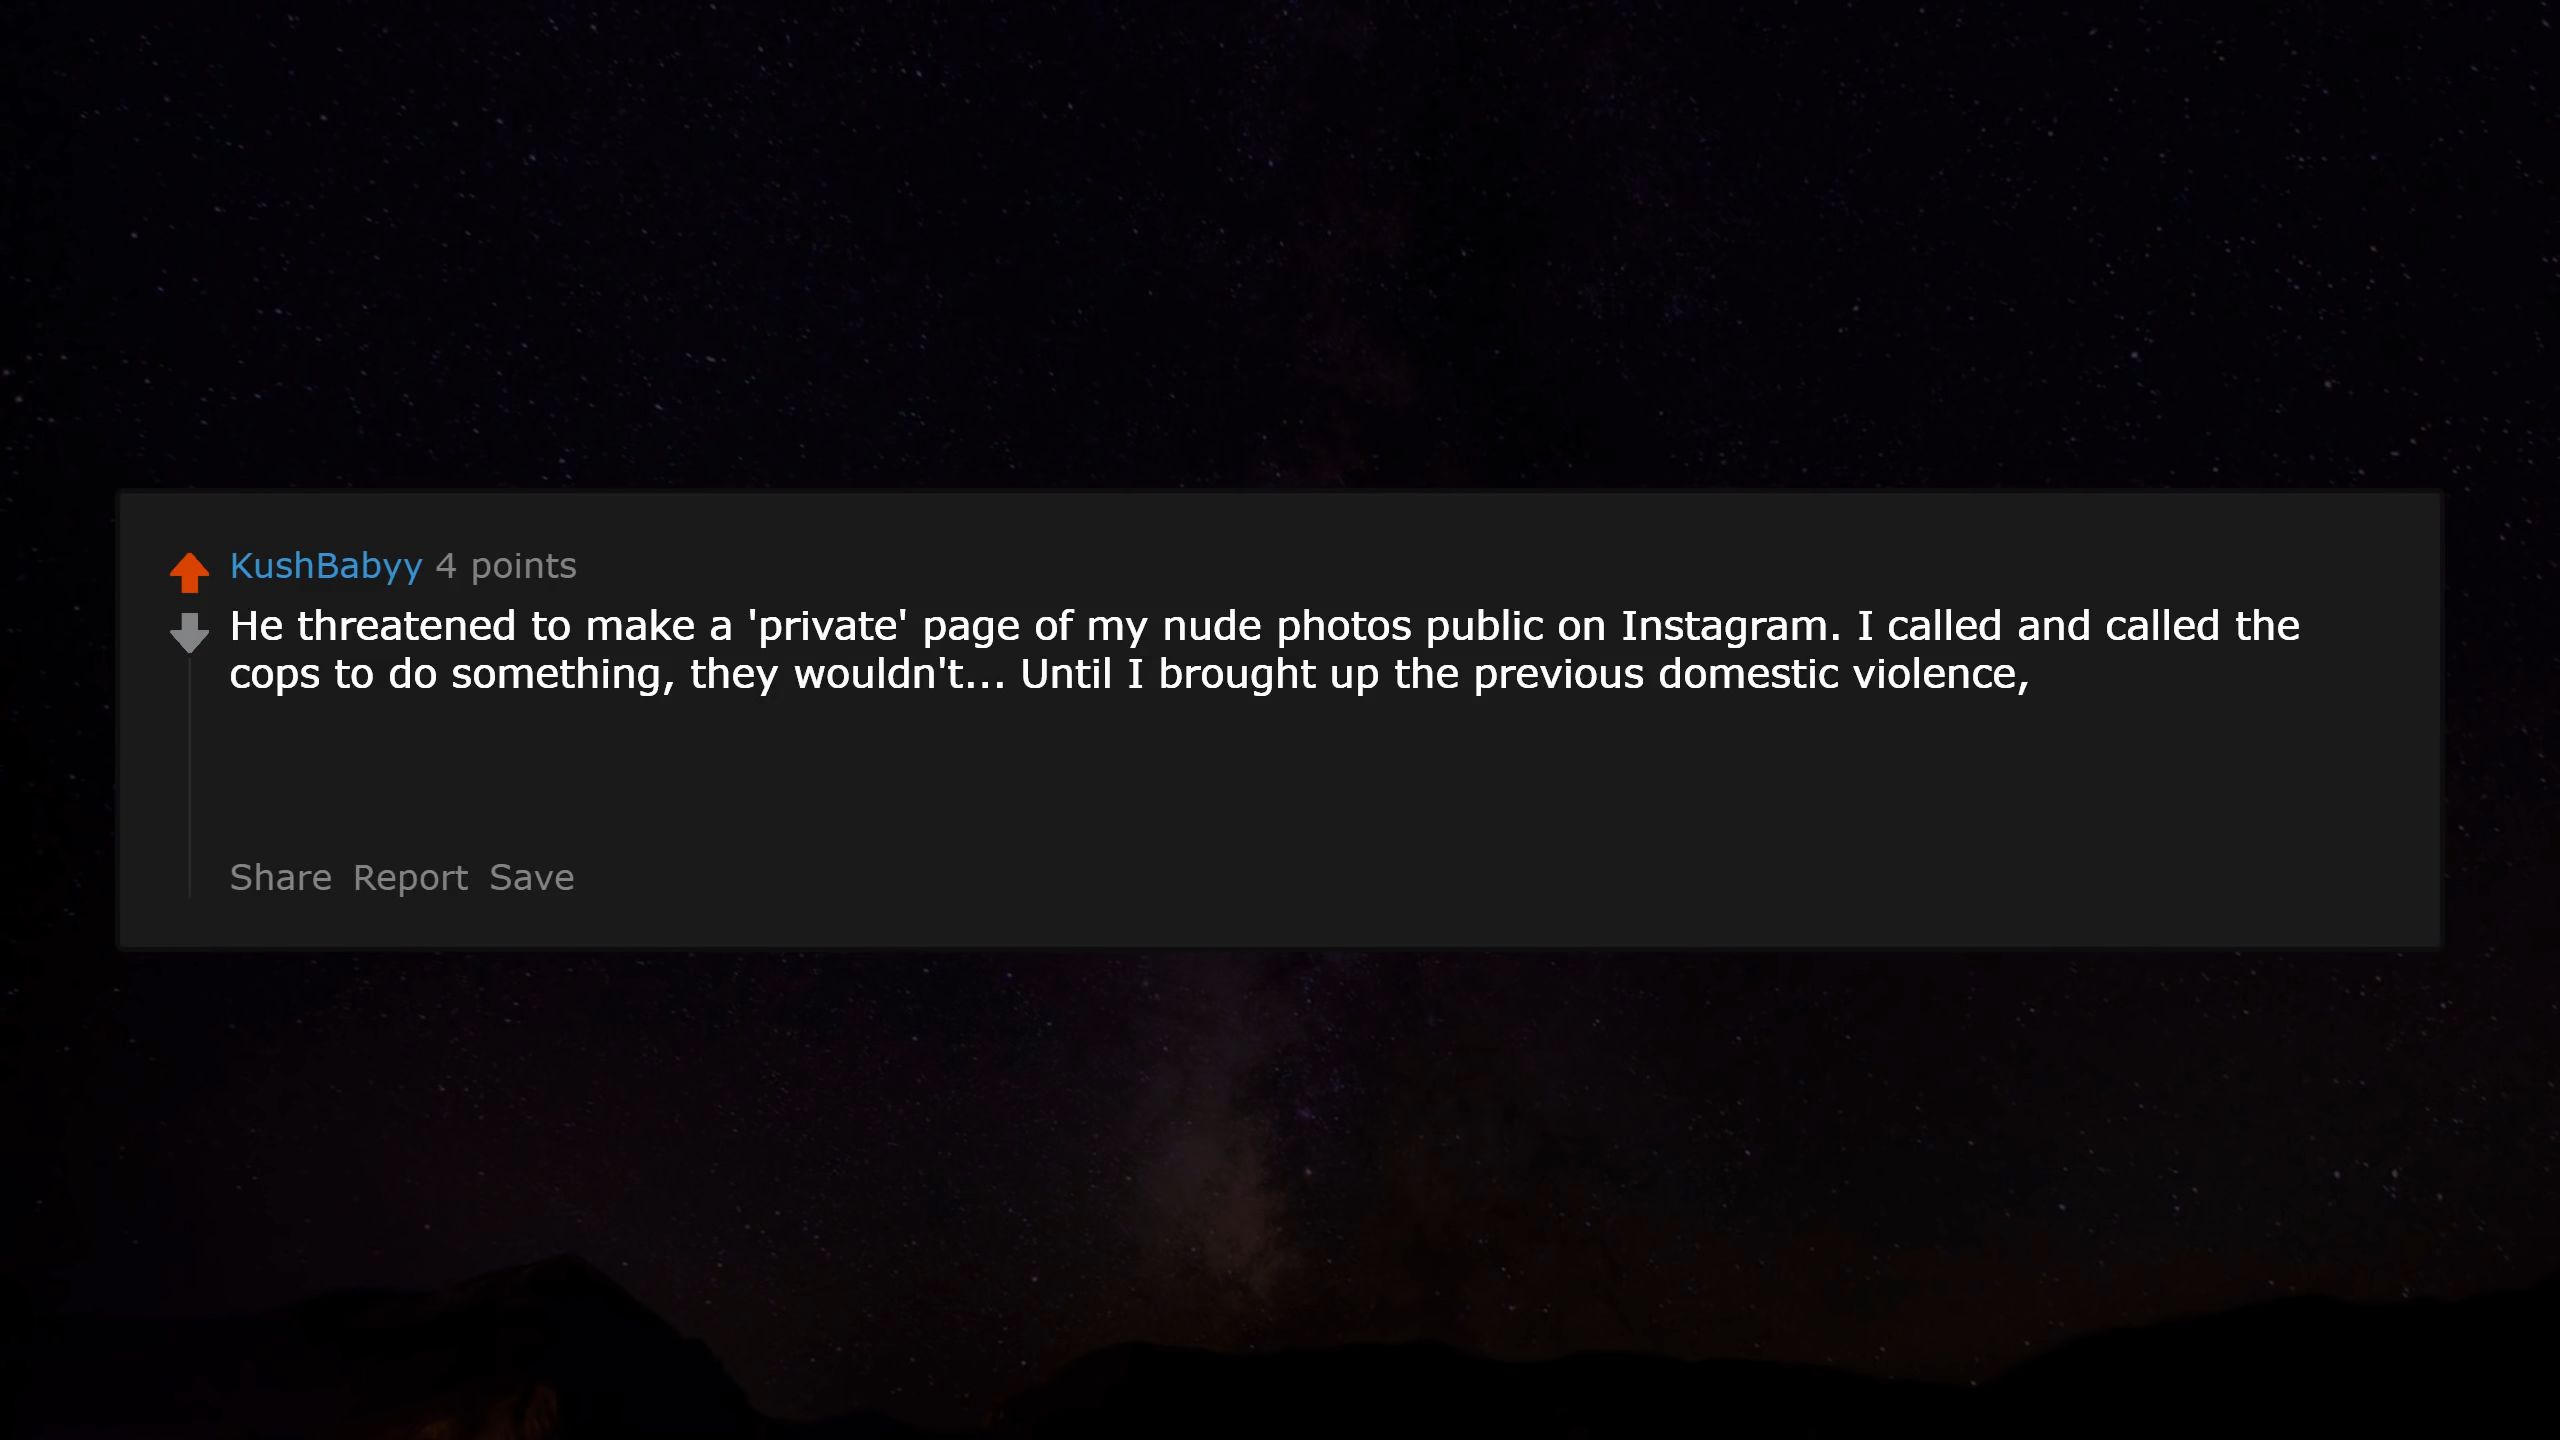 KushBabyy 4 points
He threatened to make a 'private' page of my nude photos public on Instagram. I called and called the
cops to do something, they wouldn't... Until I brought up the previous domestic violence,
Share Report Save